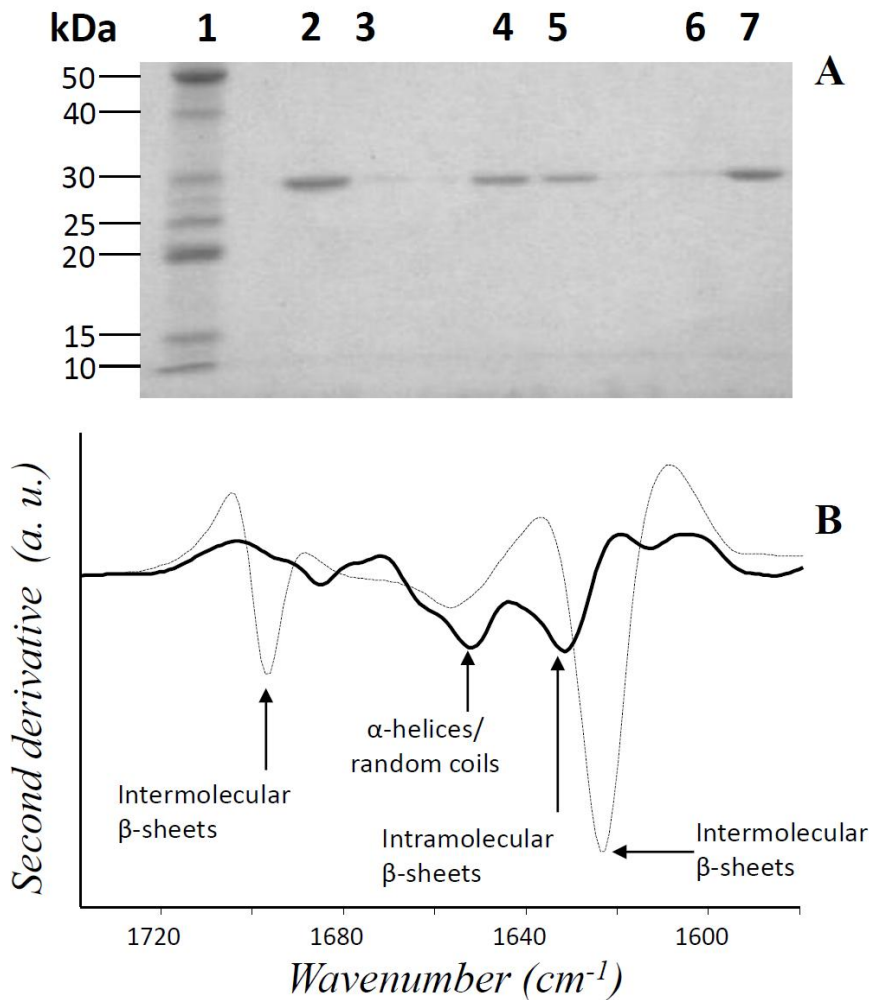 kDa 1 2 3 4 5 6 7
A
50
40
30
25
20
15
10
B
Second derivative (a. u.)
α-helices/
random coils
Intermolecular
β-sheets
Intramolecular
β-sheets
Intermolecular
β-sheets
1720 1680 1640 1600
Wavenumber (cm⁻¹)